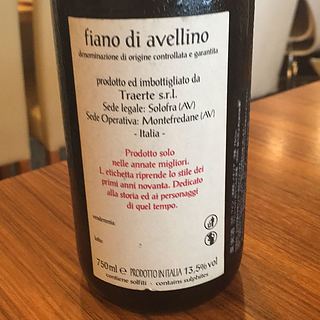 fiano di avellino
denominazione di origine controllata e garantita
prodotto ed imbottigliato da
Traerte s.r.l.
Sede legale: Solofra (AV)
Sede Operativa: Montefredane (AV)
- Italia -
Prodotto solo
nelle annate migliori.
L etichetta riprende lo stile dei
primi anni novanta. Dedicato
alla storia ed ai personaggi
di quel tempo.
vendemmia:
lotto:
750ml e PRODOTTO IN ITALIA 13,5% vol
contiene solfiti - contains sulphites